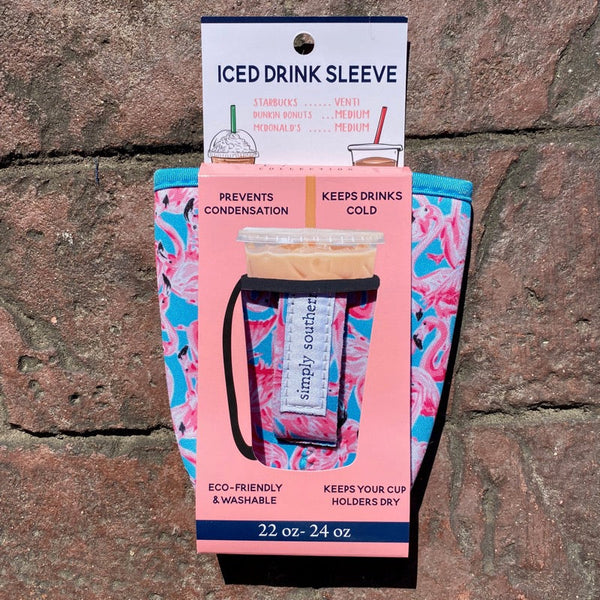 ICED DRINK SLEEVE
STARBUCKS ...... VENTI
DUNKIN DONUTS ...MEDIUM
MCDONALD'S ..... MEDIUM
COLLECTION
PREVENTS
CONDENSATION
KEEPS DRINKS
COLD
simply southern
ECO-FRIENDLY
& WASHABLE
KEEPS YOUR CUP
HOLDERS DRY
22 oz- 24 oz